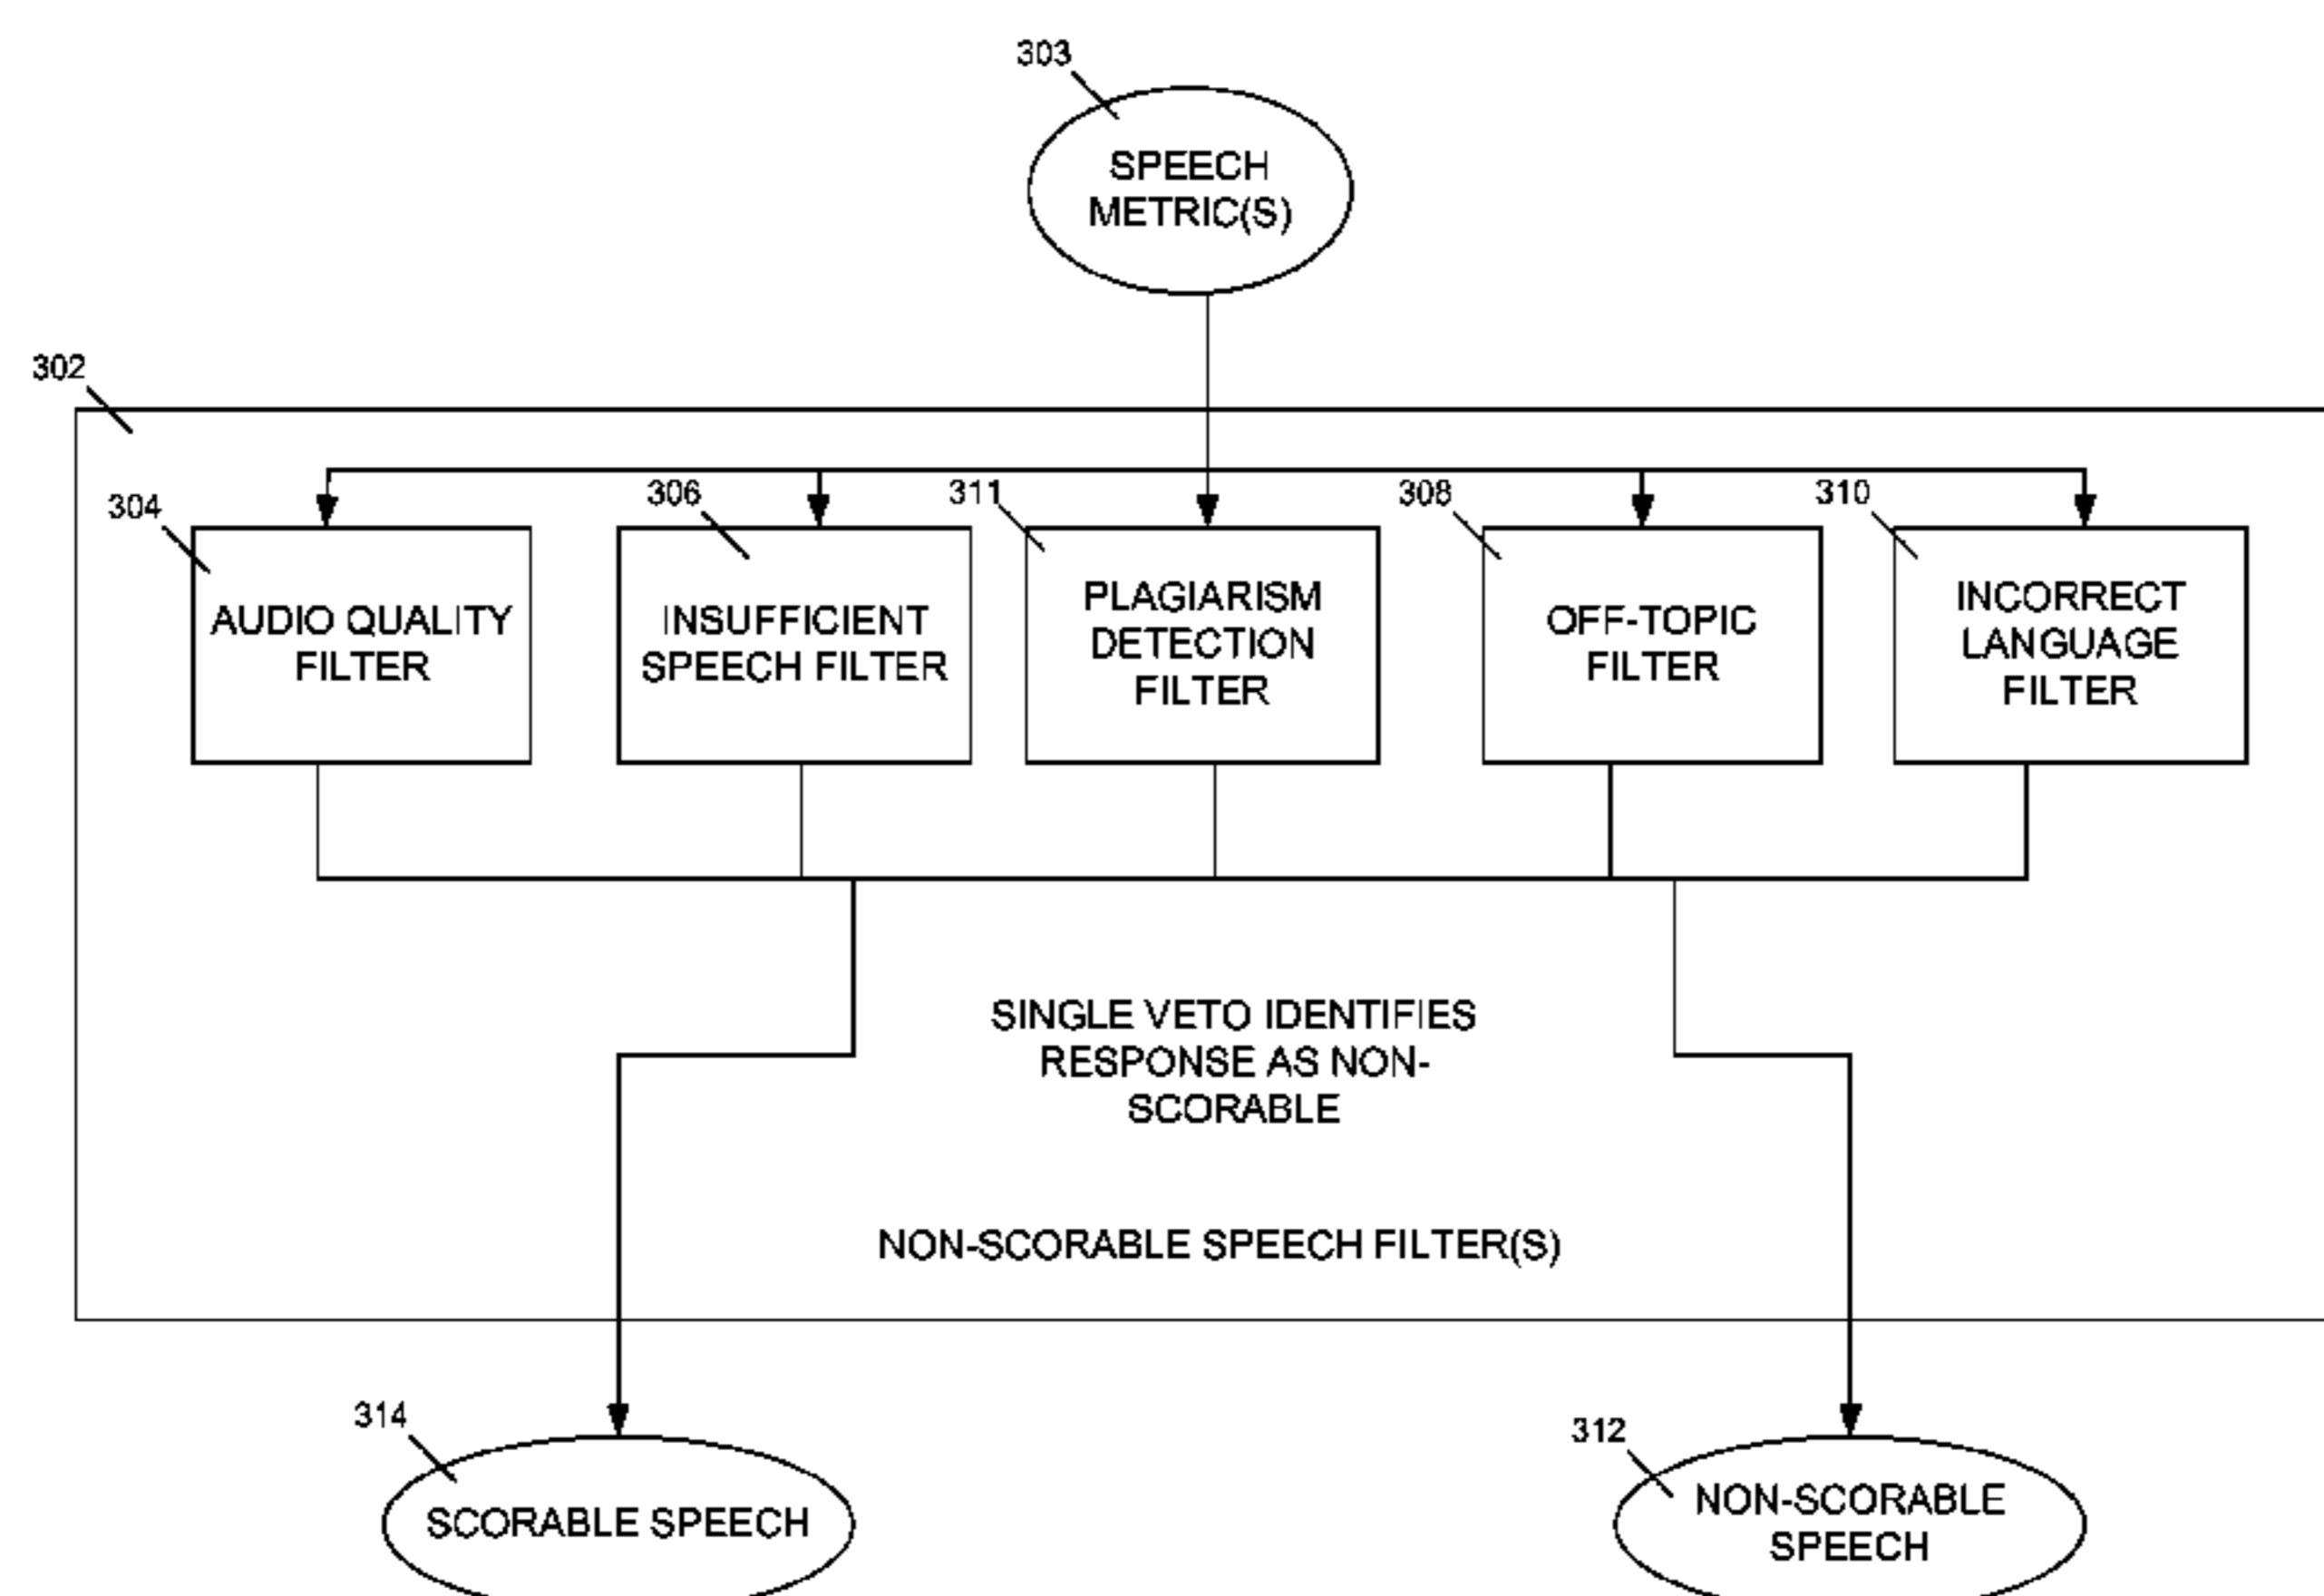 303
SPEECH
METRIC(S)
302
304
306
311
308
310
AUDIO QUALITY
FILTER
INSUFFICIENT
SPEECH FILTER
PLAGIARISM
DETECTION
FILTER
OFF-TOPIC
FILTER
INCORRECT
LANGUAGE
FILTER
SINGLE VETO IDENTIFIES
RESPONSE AS NON-
SCORABLE
NON-SCORABLE SPEECH FILTER(S)
314
SCORABLE SPEECH
312
NON-SCORABLE
SPEECH